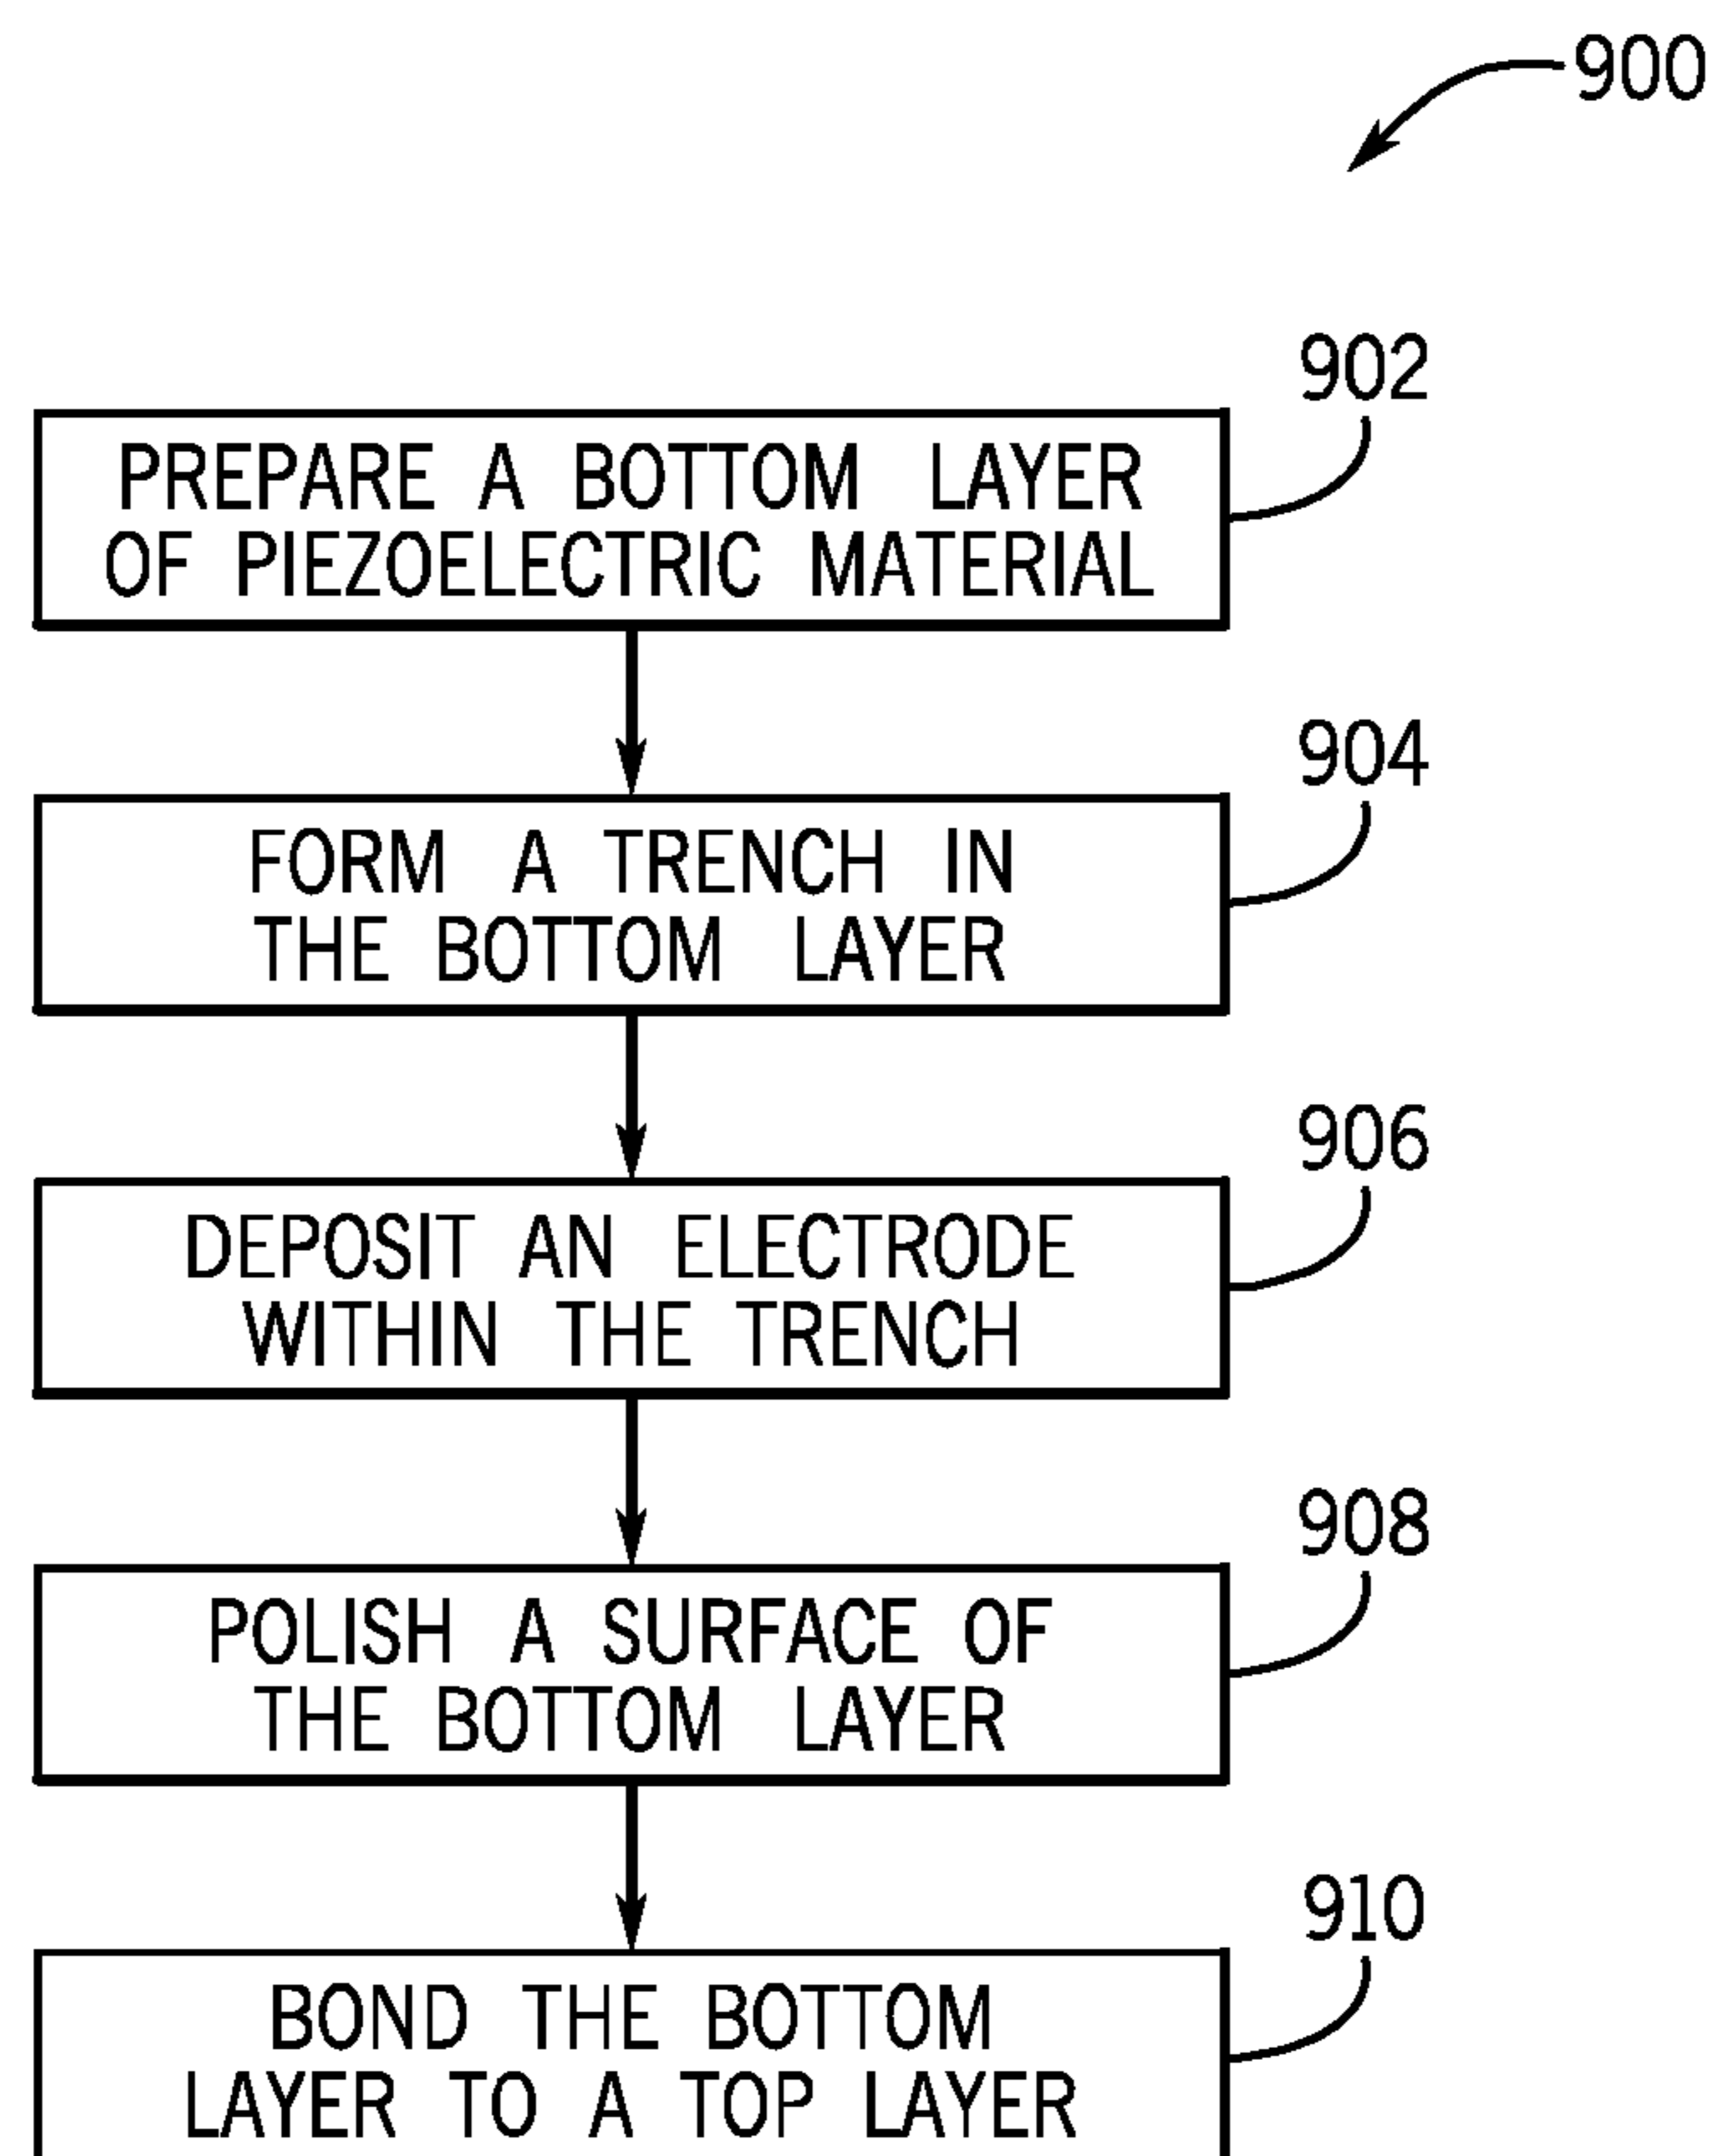 900
902
PREPARE A BOTTOM LAYER
OF PIEZOELECTRIC MATERIAL
904
FORM A TRENCH IN
THE BOTTOM LAYER
906
DEPOSIT AN ELECTRODE
WITHIN THE TRENCH
908
POLISH A SURFACE OF
THE BOTTOM LAYER
910
BOND THE BOTTOM
LAYER TO A TOP LAYER